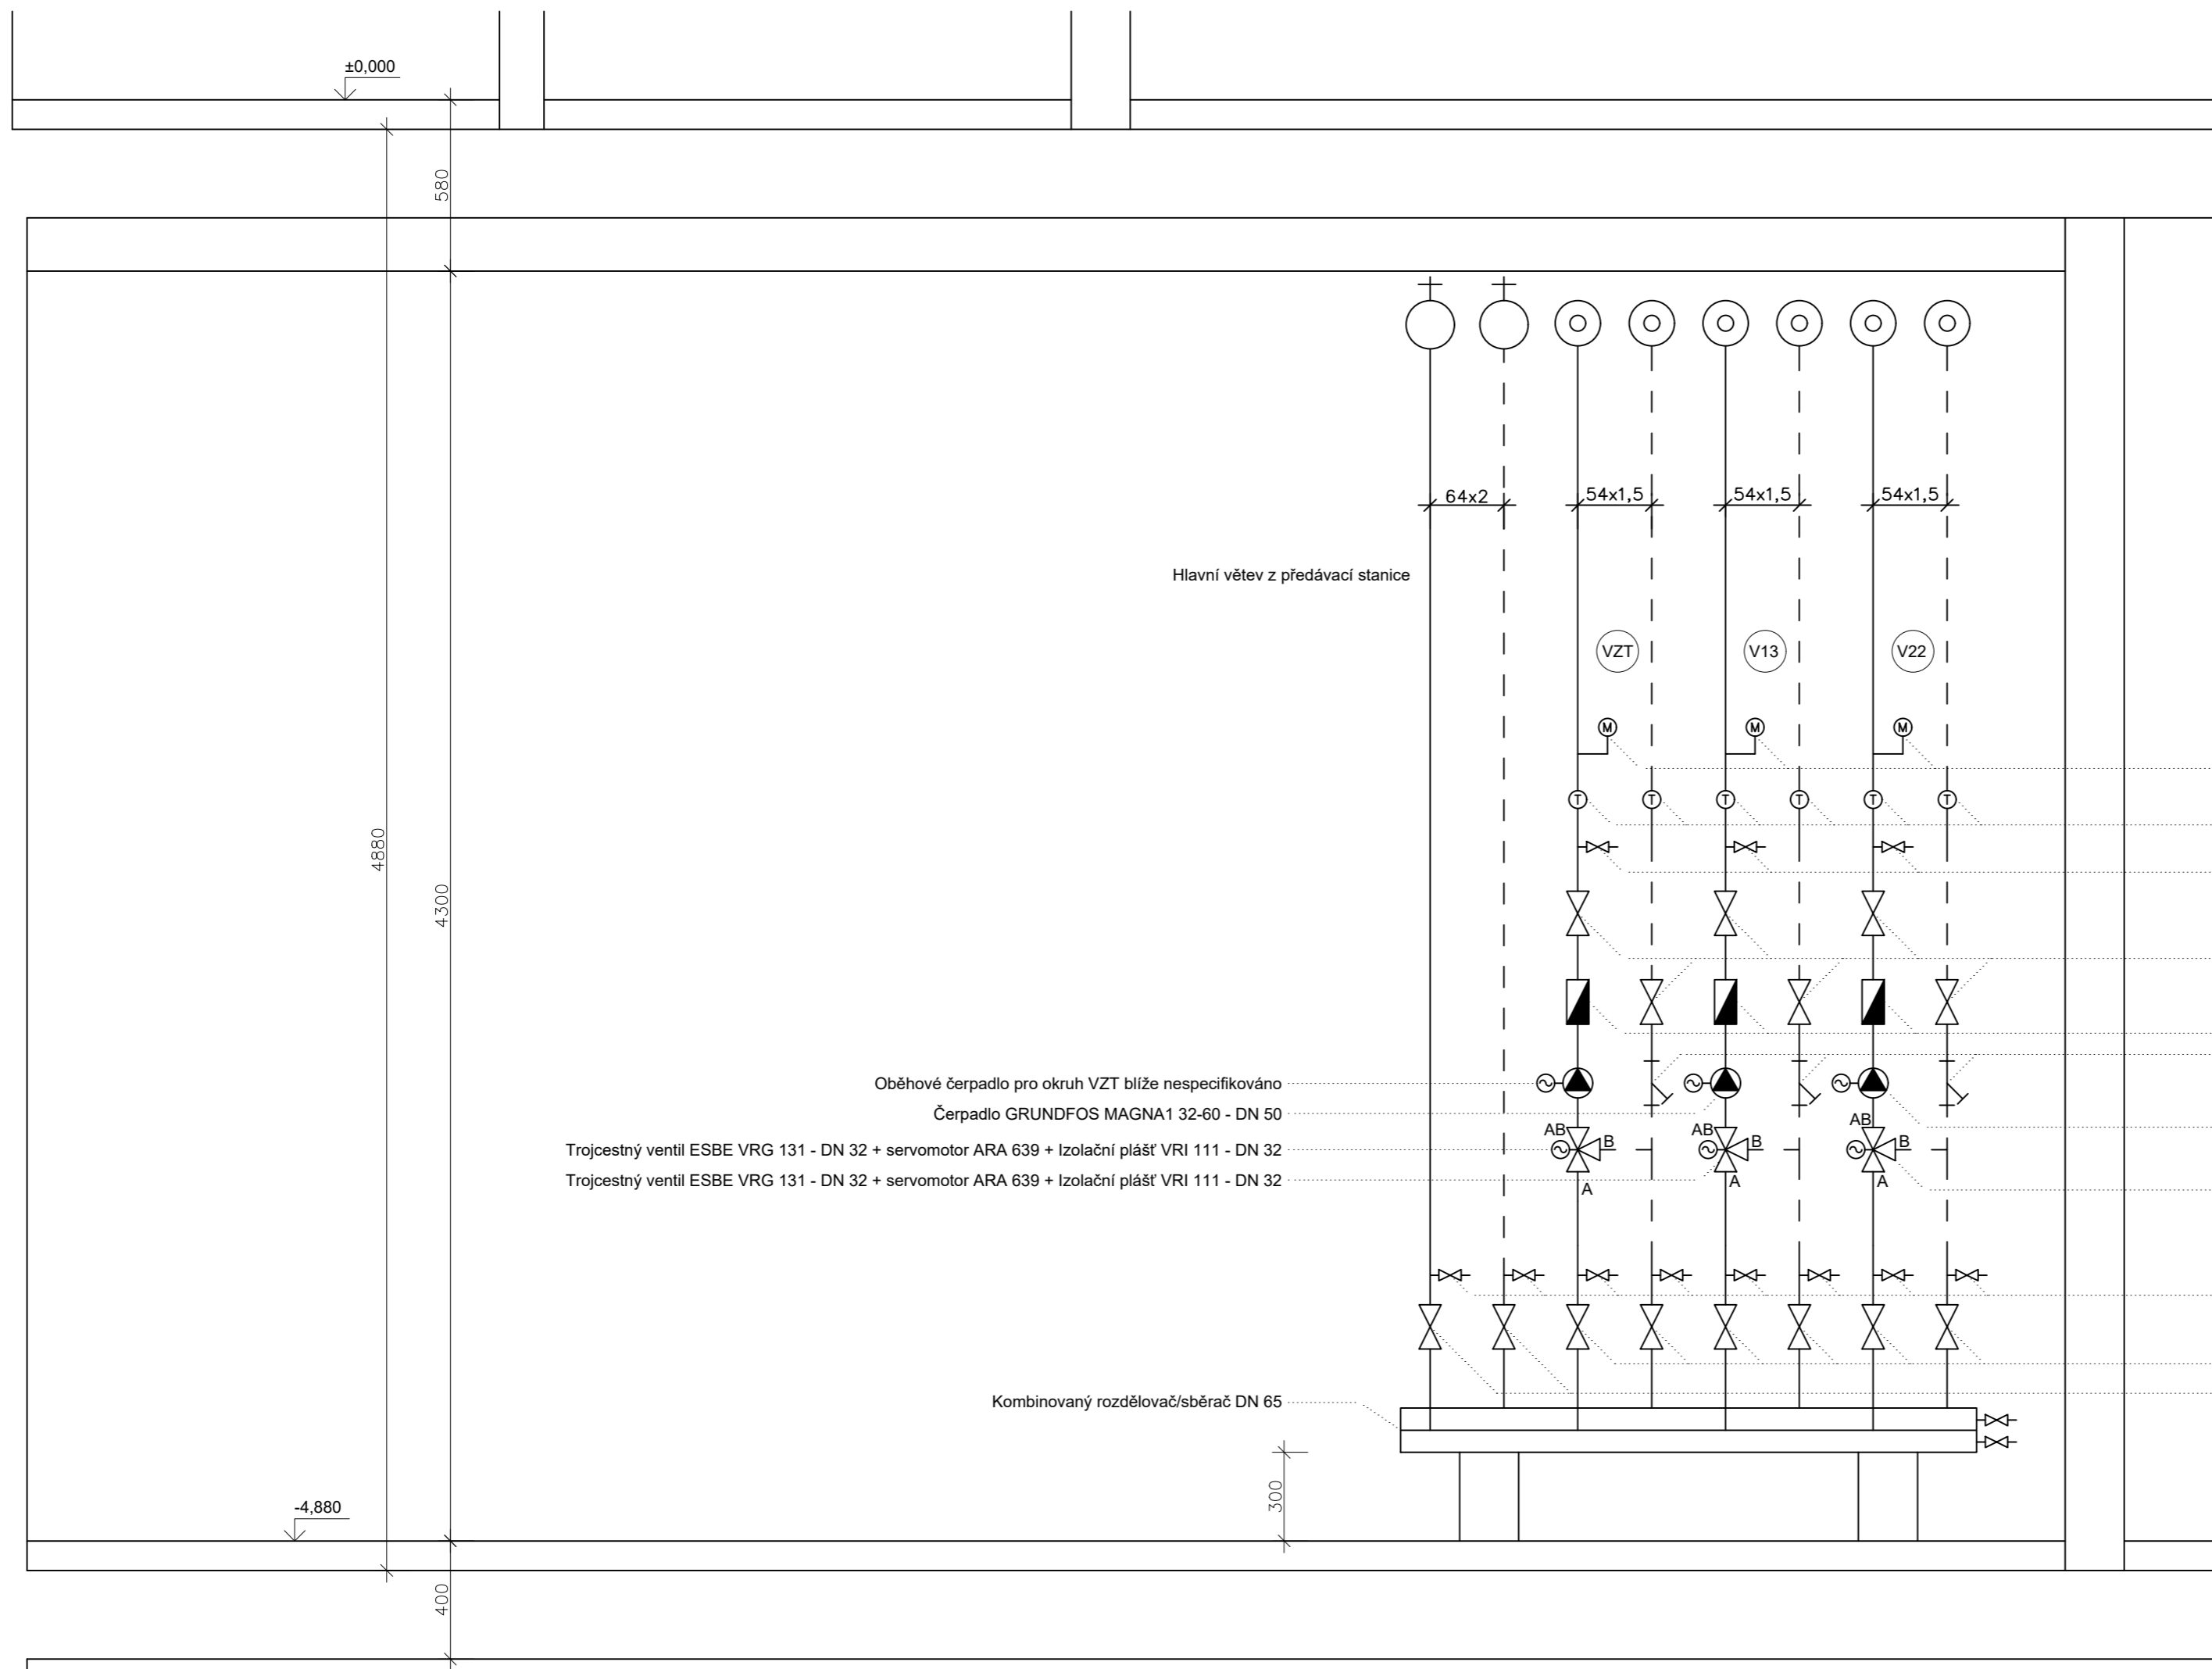 ±0,000
580
64x2
54x1,5
54x1,5
54x1,5
Hlavní větev z předávací stanice
VZT
V13
V22
M
M
M
T
T
T
T
T
T
4880
4300
Oběhové čerpadlo pro okruh VZT blíže nespecifikováno
Čerpadlo GRUNDFOS MAGNA1 32-60 - DN 50
AB
AB
AB
Trojcestný ventil ESBE VRG 131 - DN 32 + servomotor ARA 639 + Izolační plášť VRI 111 - DN 32
B
B
B
Trojcestný ventil ESBE VRG 131 - DN 32 + servomotor ARA 639 + Izolační plášť VRI 111 - DN 32
A
A
A
Kombinovaný rozdělovač/sběrač DN 65
300
-4,880
400